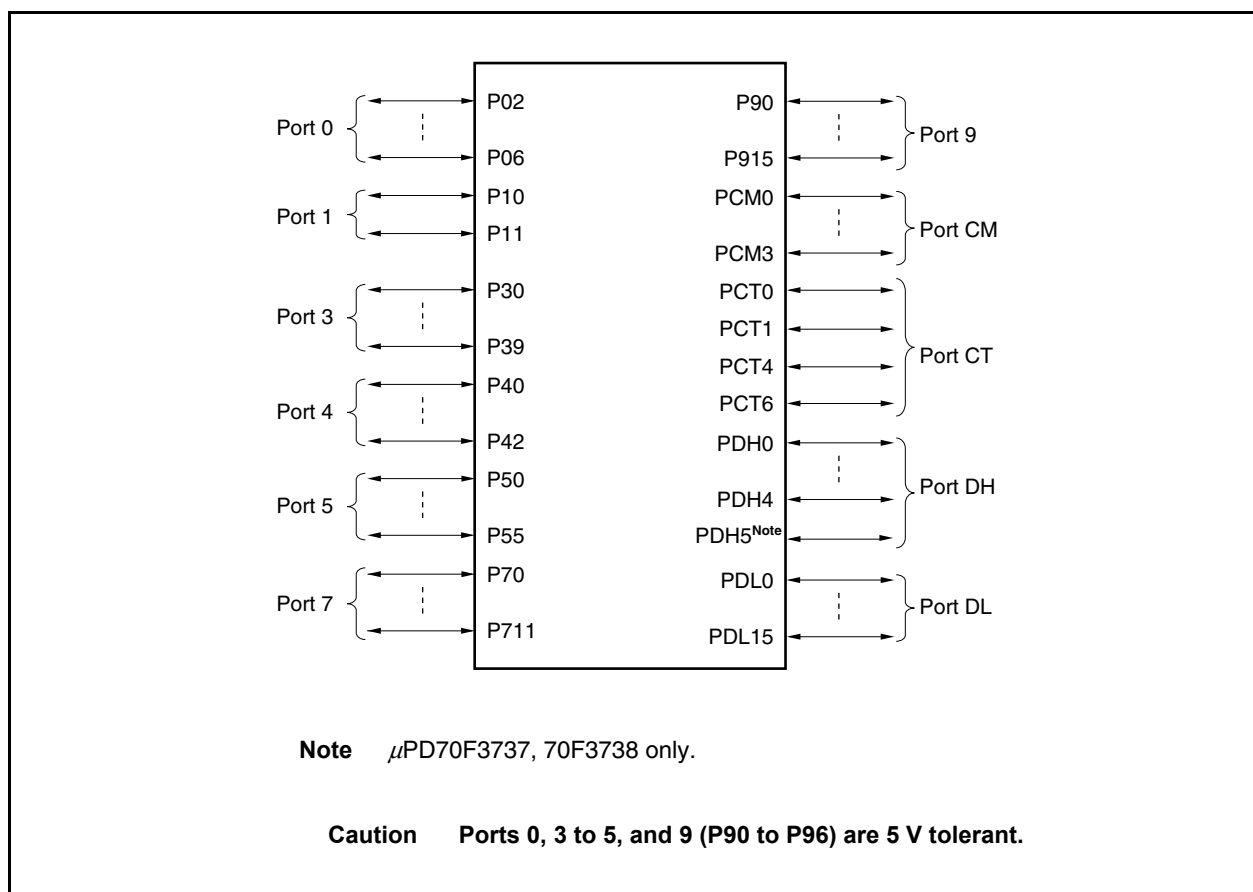 Port 0
P02
P06
Port 1
P10
P11
Port 3
P30
P39
Port 4
P40
P42
Port 5
P50
P55
Port 7
P70
P711
P90
P915
Port 9
PCM0
PCM3
Port CM
PCT0
PCT1
PCT4
PCT6
Port CT
PDH0
PDH4
PDH5Note
Port DH
PDL0
PDL15
Port DL
Note μPD70F3737, 70F3738 only.
Caution Ports 0, 3 to 5, and 9 (P90 to P96) are 5 V tolerant.